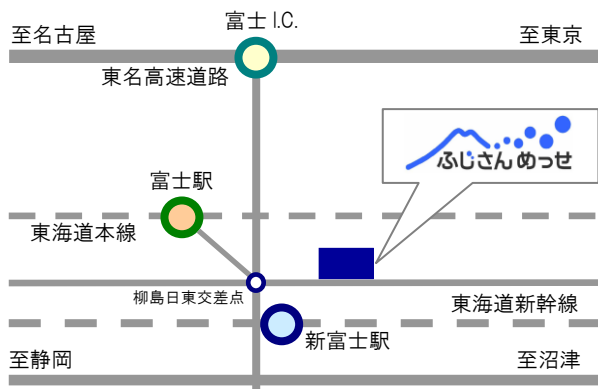 富士 I.C.
至名古屋
至東京
東名高速道路
ふじさんめっせ
富士駅
東海道本線
柳島日東交差点
東海道新幹線
新富士駅
至静岡
至沼津